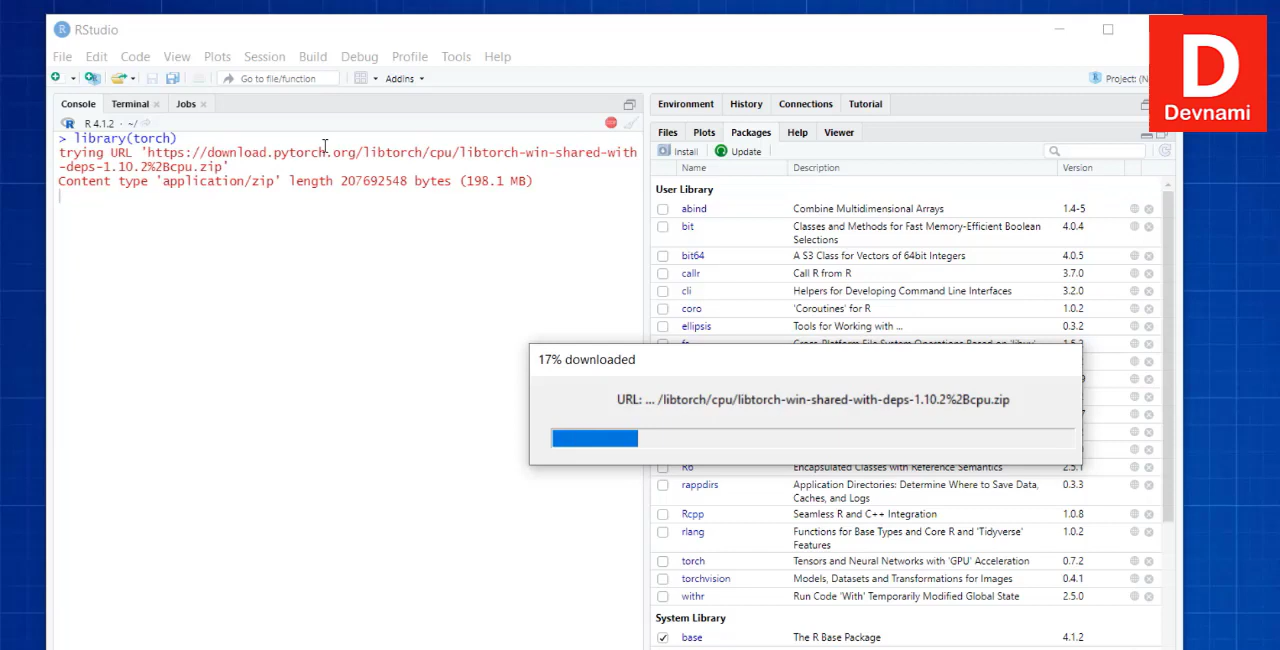 RStudio
File Edit Code View Plots Session Build Debug Profile Tools Help
Go to file/function Addins Project: (N
D
Devnami
Console Terminal Jobs
R 4.1.2 · ~/
> library(torch)
trying URL 'https://download.pytorch.org/libtorch/cpu/libtorch-win-shared-with
-deps-1.10.2%2Bcpu.zip'
Content type 'application/zip' length 207692548 bytes (198.1 MB)
Environment History Connections Tutorial
Files Plots Packages Help Viewer
Install Update
Name Description Version
User Library
abind Combine Multidimensional Arrays 1.4-5
bit Classes and Methods for Fast Memory-Efficient Boolean 4.0.4
Selections
bit64 A S3 Class for Vectors of 64bit Integers 4.0.5
callr Call R from R 3.7.0
cli Helpers for Developing Command Line Interfaces 3.2.0
coro 'Coroutines' for R 1.0.2
ellipsis Tools for Working with ... 0.3.2
17% downloaded
URL: ... /libtorch/cpu/libtorch-win-shared-with-deps-1.10.2%2Bcpu.zip
R6 Encapsulated Classes with Reference Semantics 2.5.1
rappdirs Application Directories: Determine Where to Save Data, 0.3.3
Caches, and Logs
Rcpp Seamless R and C++ Integration 1.0.8
rlang Functions for Base Types and Core R and 'Tidyverse' 1.0.2
Features
torch Tensors and Neural Networks with 'GPU' Acceleration 0.7.2
torchvision Models, Datasets and Transformations for Images 0.4.1
withr Run Code 'With' Temporarily Modified Global State 2.5.0
System Library
base The R Base Package 4.1.2